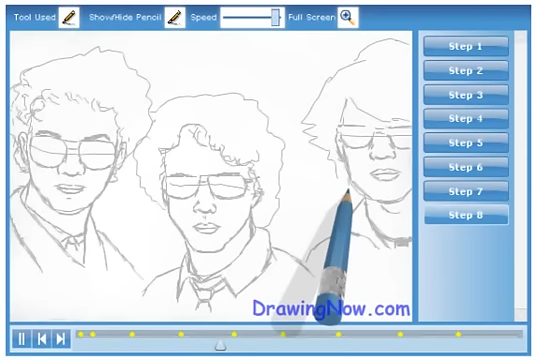 Tool Used Show/Hide Pencil Speed Full Screen
Step 1
Step 2
Step 3
Step 4
Step 5
Step 6
Step 7
Step 8
DrawingNow.com